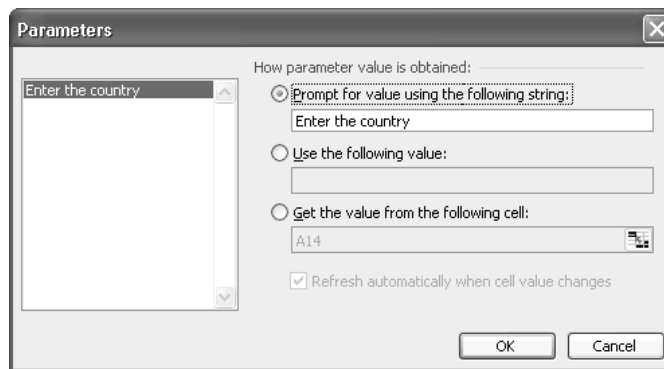 Parameters
Enter the country
How parameter value is obtained:
Prompt for value using the following string:
Enter the country
Use the following value:
Get the value from the following cell:
A14
Refresh automatically when cell value changes
OK
Cancel